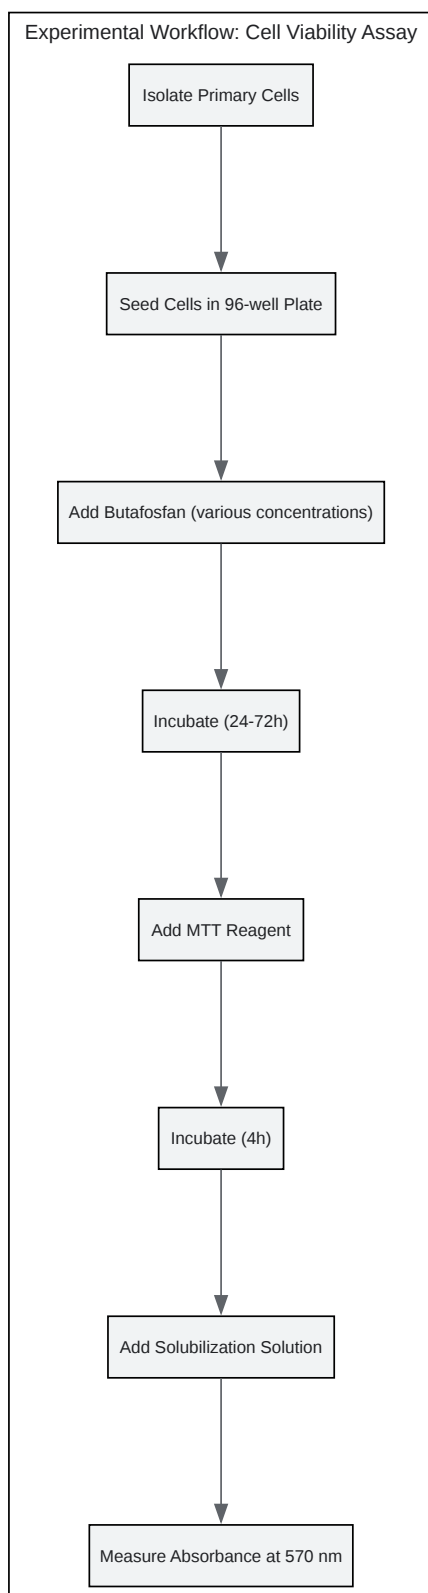 Experimental Workflow: Cell Viability Assay
Isolate Primary Cells
Seed Cells in 96-well Plate
Add Butafosfan (various concentrations)
Incubate (24-72h)
Add MTT Reagent
Incubate (4h)
Add Solubilization Solution
Measure Absorbance at 570 nm